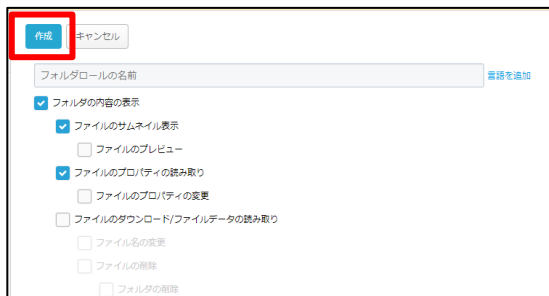 作成 キャンセル
フォルダロールの名前 言語を追加
フォルダの内容の表示
ファイルのサムネイル表示
ファイルのプレビュー
ファイルのプロパティの読み取り
ファイルのプロパティの変更
ファイルのダウンロード/ファイルデータの読み取り
ファイル名の変更
ファイルの削除
フォルダの削除